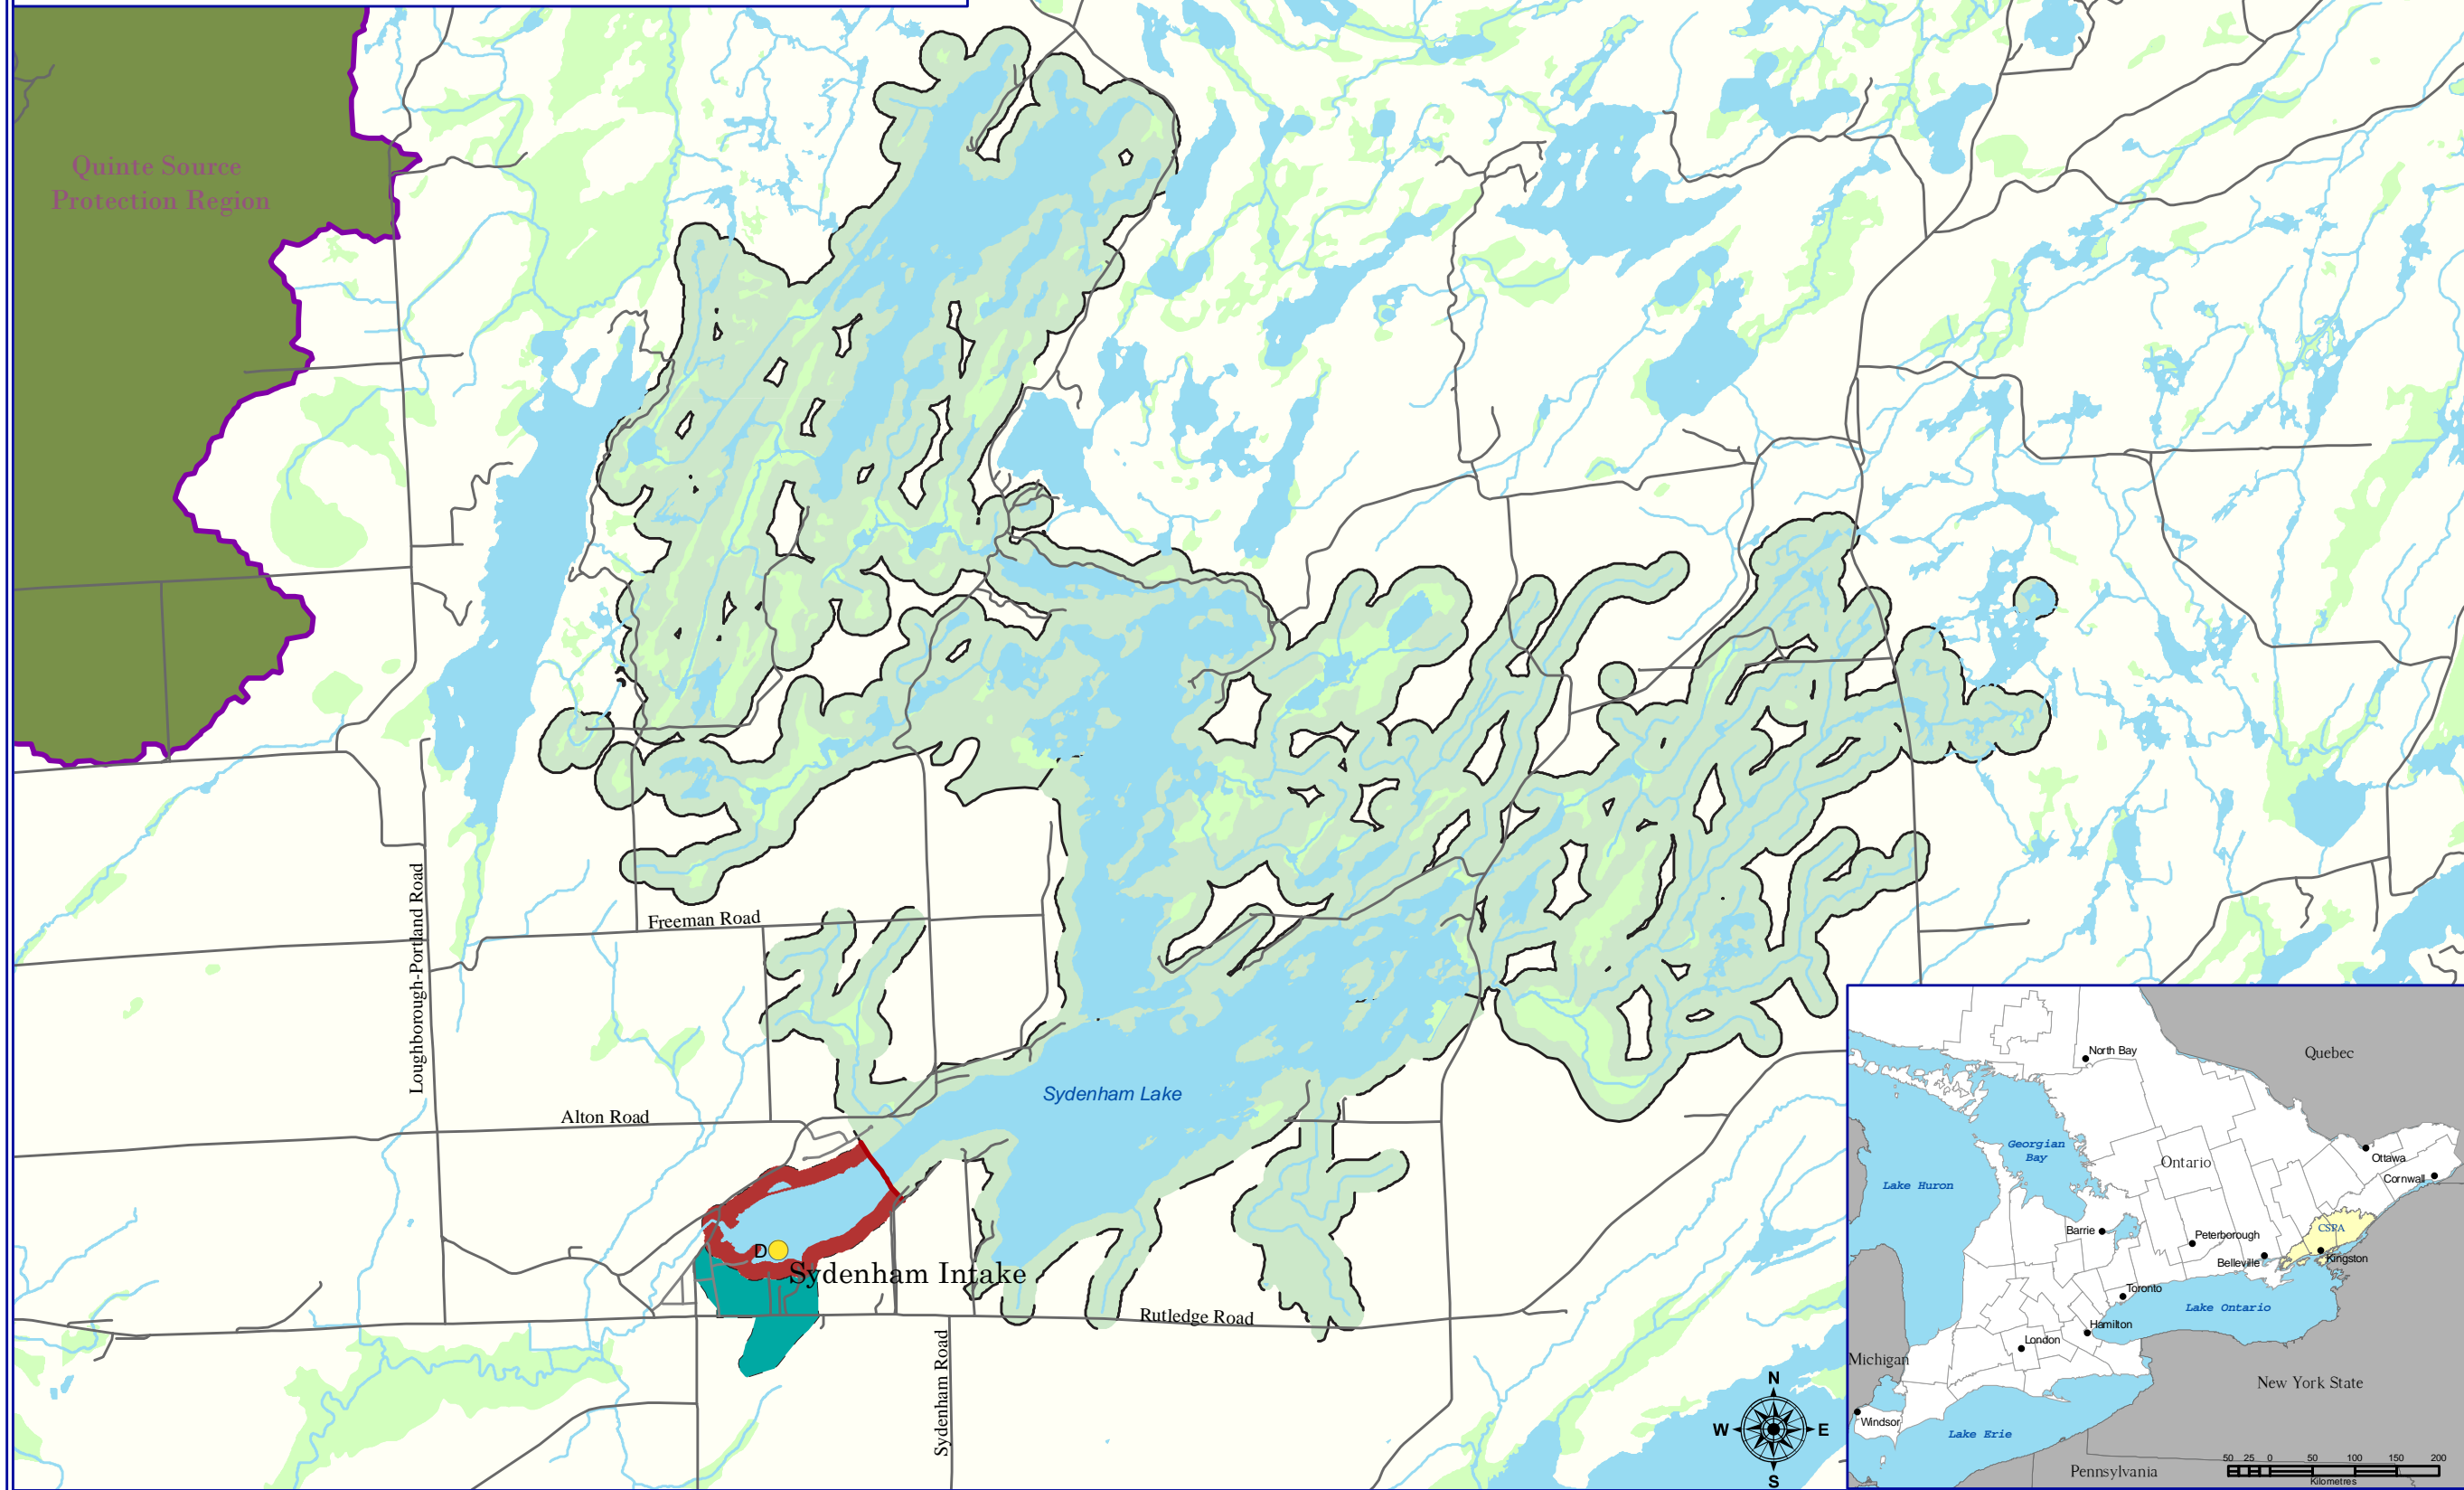 Quinte Source
Protection Region
Freeman Road
Loughborough-Portland Road
Alton Road
Sydenham Lake
D
Sydenham Intake
Rutledge Road
Sydenham Road
N
W
E
S
North Bay
Quebec
Georgian
Bay
Ontario
Ottawa
Cornwall
Lake Huron
CSPA
Barrie
Peterborough
Belleville
Kingston
Toronto
Lake Ontario
Hamilton
London
Michigan
New York State
Windsor
Lake Erie
Pennsylvania
50 25 0 50 100 150 200
Kilometres